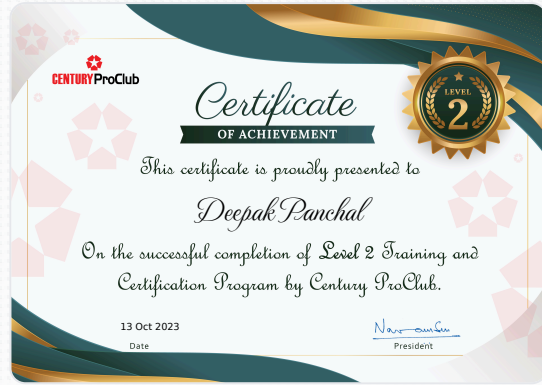 CENTURY ProClub
Certificate
OF ACHIEVEMENT
LEVEL
2
This certificate is proudly presented to
Deepak Panchal
On the successful completion of Level 2 Training and
Certification Program by Century ProClub.
13 Oct 2023
Date
President